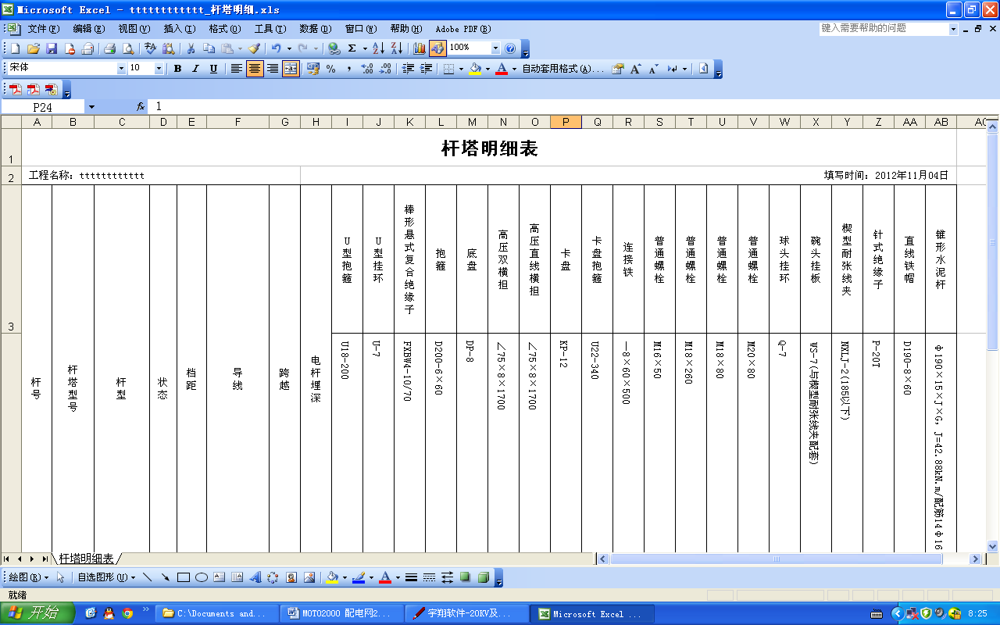 Microsoft Excel - tttttttttttt_杆塔明细.xls
文件(F) 编辑(E) 视图(V) 插入(I) 格式(O) 工具(T) 数据(D) 窗口(W) 帮助(H) Adobe PDF(B) 键入需要帮助的问题
100%
宋体 10 B I U 自动套用格式(A)...
P24 fx 1
A B C D E F G H I J K L M N O P Q R S T U V W X Y Z AA AB AC
1 杆塔明细表
2 工程名称: tttttttttttt 填写时间: 2012年11月04日
3
杆号
杆塔型号
杆型
状态
档距
导线
跨越
电杆埋深
U型抱箍
U型挂环
棒形悬式复合绝缘子
抱箍
底盘
高压双横担
高压直线横担
卡盘
卡盘抱箍
连接铁
普通螺栓
普通螺栓
普通螺栓
普通螺栓
球头挂环
碗头挂板
楔型耐张线夹
针式绝缘子
直线铁帽
锥形水泥杆
U18-200
U-7
FXBW4-10/70
D200-6×60
DP-8
∠75×8×1700
∠75×8×1700
KP-12
U22-340
—8×60×500
M16×50
M18×260
M18×80
M20×80
Q-7
WS-7(与楔型耐张线夹配套)
NXLJ-2(185以下)
P-20T
D190-8×60
φ190×15×J×G, J=42.88kN.m/配筋14φ16
杆塔明细表
绘图(R) 自选图形(U)
就绪
开始 C:\Documents and... MOTO2000 配电网2... 宇翔软件-20KV及... Microsoft Excel ... 8:25